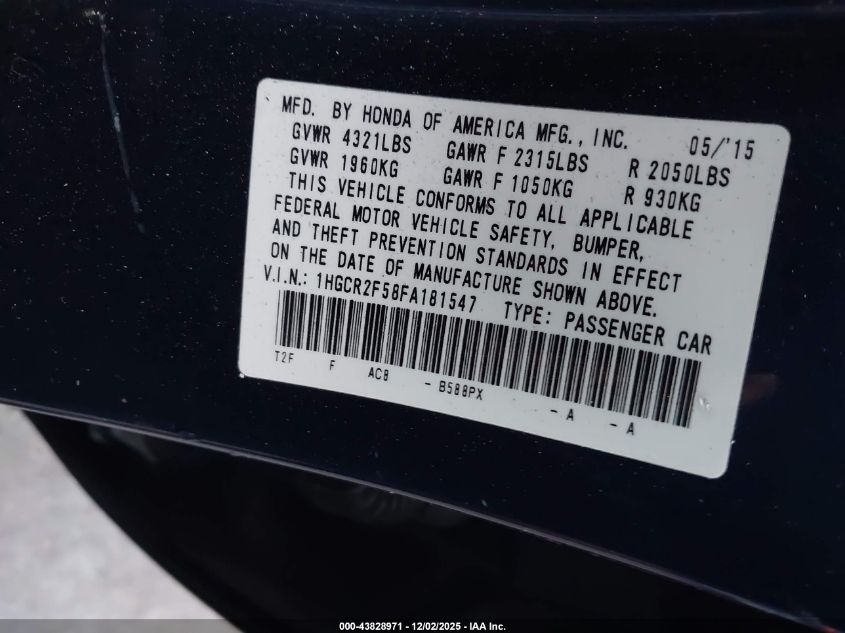 MFD. BY HONDA OF AMERICA MFG., INC. 05/'15
GVWR 4321LBS GAWR F 2315LBS R 2050LBS
GVWR 1960KG GAWR F 1050KG R 930KG
THIS VEHICLE CONFORMS TO ALL APPLICABLE
FEDERAL MOTOR VEHICLE SAFETY, BUMPER,
AND THEFT PREVENTION STANDARDS IN EFFECT
ON THE DATE OF MANUFACTURE SHOWN ABOVE.
V.I.N.: 1HGCR2F58FA181547 TYPE: PASSENGER CAR
T2F F AC8 - B588PX - A - A
000-43828971 - 12/02/2025 - IAA Inc.